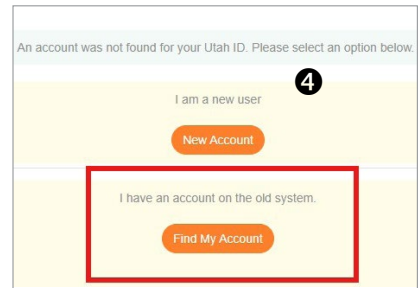 An account was not found for your Utah ID. Please select an option below.
4
I am a new user
New Account
I have an account on the old system.
Find My Account